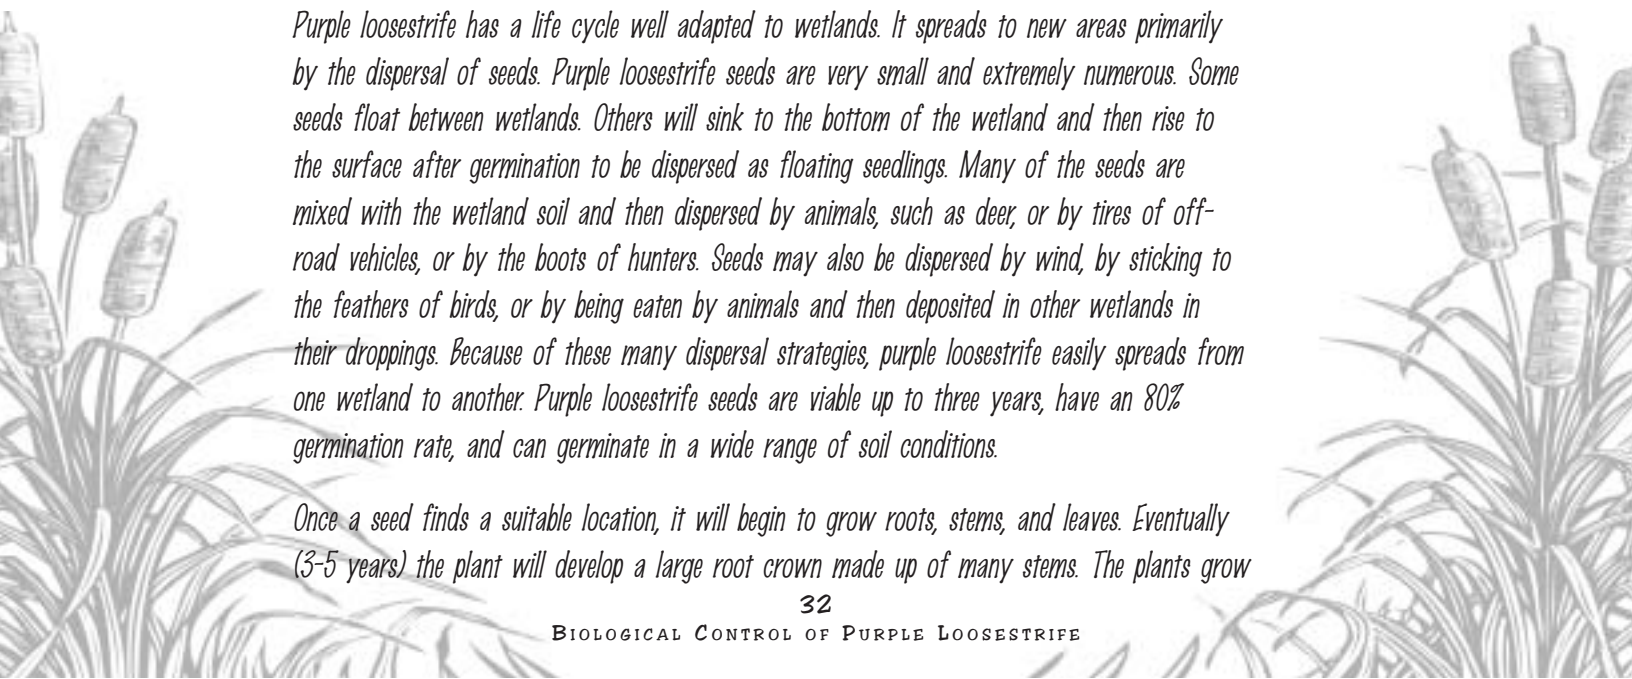 Purple loosestrife has a life cycle well adapted to wetlands. It spreads to new areas primarily
by the dispersal of seeds. Purple loosestrife seeds are very small and extremely numerous. Some
seeds float between wetlands. Others will sink to the bottom of the wetland and then rise to
the surface after germination to be dispersed as floating seedlings. Many of the seeds are
mixed with the wetland soil and then dispersed by animals, such as deer, or by tires of off-
road vehicles, or by the boots of hunters. Seeds may also be dispersed by wind, by sticking to
the feathers of birds, or by being eaten by animals and then deposited in other wetlands in
their droppings. Because of these many dispersal strategies, purple loosestrife easily spreads from
one wetland to another. Purple loosestrife seeds are viable up to three years, have an 80%
germination rate, and can germinate in a wide range of soil conditions.
Once a seed finds a suitable location, it will begin to grow roots, stems, and leaves. Eventually
(3-5 years) the plant will develop a large root crown made up of many stems. The plants grow
32
Biological Control of Purple Loosestrife